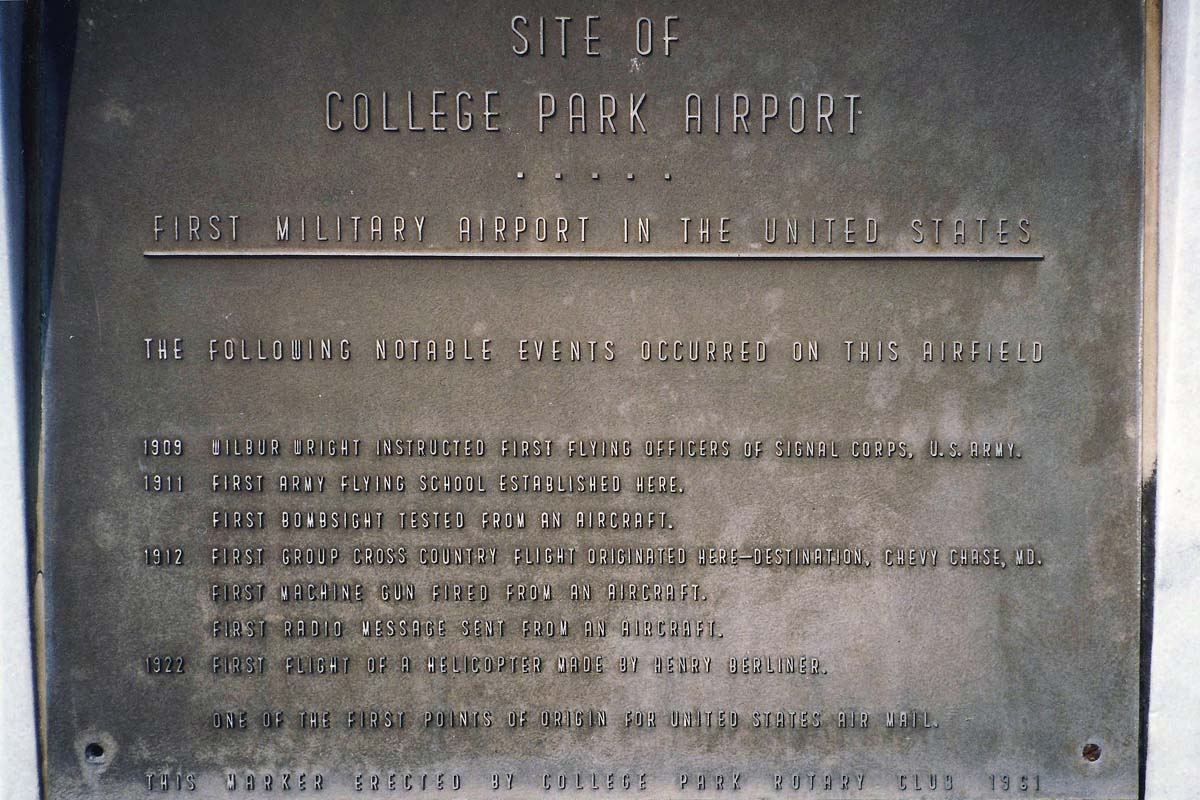 SITE OF
COLLEGE PARK AIRPORT
.....
FIRST MILITARY AIRPORT IN THE UNITED STATES
THE FOLLOWING NOTABLE EVENTS OCCURRED ON THIS AIRFIELD
1909 WILBUR WRIGHT INSTRUCTED FIRST FLYING OFFICERS OF SIGNAL CORPS, U.S. ARMY.
1911 FIRST ARMY FLYING SCHOOL ESTABLISHED HERE.
FIRST BOMBSIGHT TESTED FROM AN AIRCRAFT.
1912 FIRST GROUP CROSS COUNTRY FLIGHT ORIGINATED HERE—DESTINATION, CHEVY CHASE, MD.
FIRST MACHINE GUN FIRED FROM AN AIRCRAFT.
FIRST RADIO MESSAGE SENT FROM AN AIRCRAFT.
1922 FIRST FLIGHT OF A HELICOPTER MADE BY HENRY BERLINER.
ONE OF THE FIRST POINTS OF ORIGIN FOR UNITED STATES AIR MAIL.
THIS MARKER ERECTED BY COLLEGE PARK ROTARY CLUB 1961